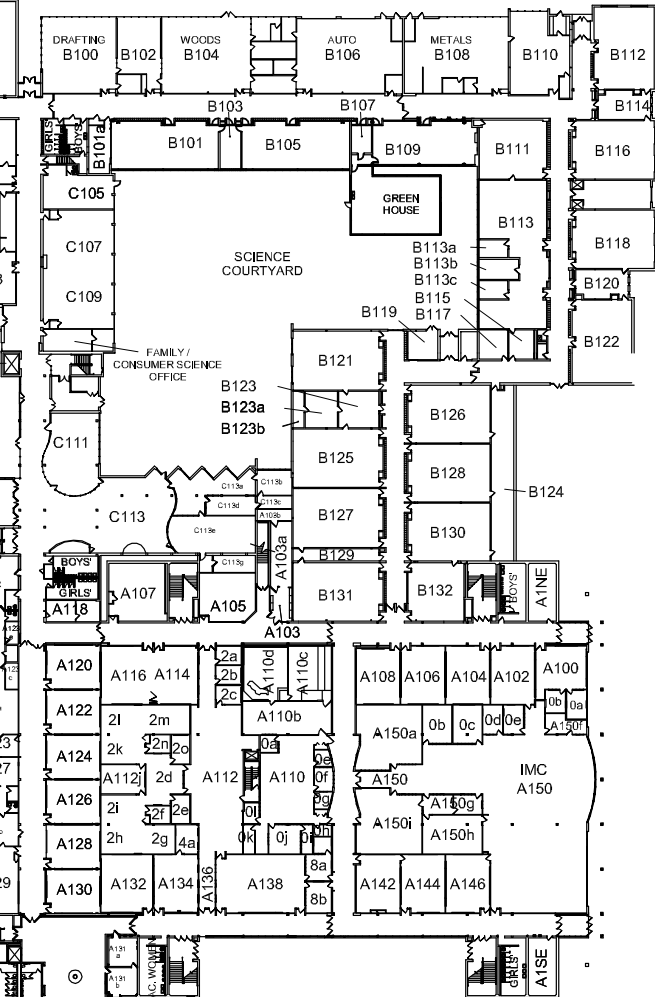 DRAFTING
B100
B102
WOODS
B104
AUTO
B106
METALS
B108
B110
B112
B103
B107
B114
GIRLS'
BOYS'
B101a
B101
B105
B109
B111
B116
C105
GREEN
HOUSE
B113
B118
C107
SCIENCE
COURTYARD
B113a
B113b
B113c
B120
C109
B115
B119
B117
B122
FAMILY /
CONSUMER SCIENCE
OFFICE
B121
B123
B123a
B123b
B126
C111
B125
B128
B124
C113
C113a
C113b
C113d
C113c
A103b
C113e
B127
B130
C113g
A103a
B129
BOYS'
GIRLS'
A118
A107
A105
B131
B132
BOYS'
A1NE
A103
A120
A116
A114
2a
2b
2c
A110d
A110c
A108
A106
A104
A102
A100
A122
2l
2m
A110b
0b
0a
A150f
A150a
0b
0c
0d
0e
A124
2k
2n
2o
0a
0e
A112
2d
A112
A110
0f
A150
IMC
A150
A126
2i
2f
2e
0l
0g
A150g
A150i
A128
2h
2g
4a
0k
0j
0i
0h
A150h
A130
A132
A134
A136
A138
8a
8b
A142
A144
A146
A131
a
A131
b
AC. WOMEN
GIRLS'
A1SE